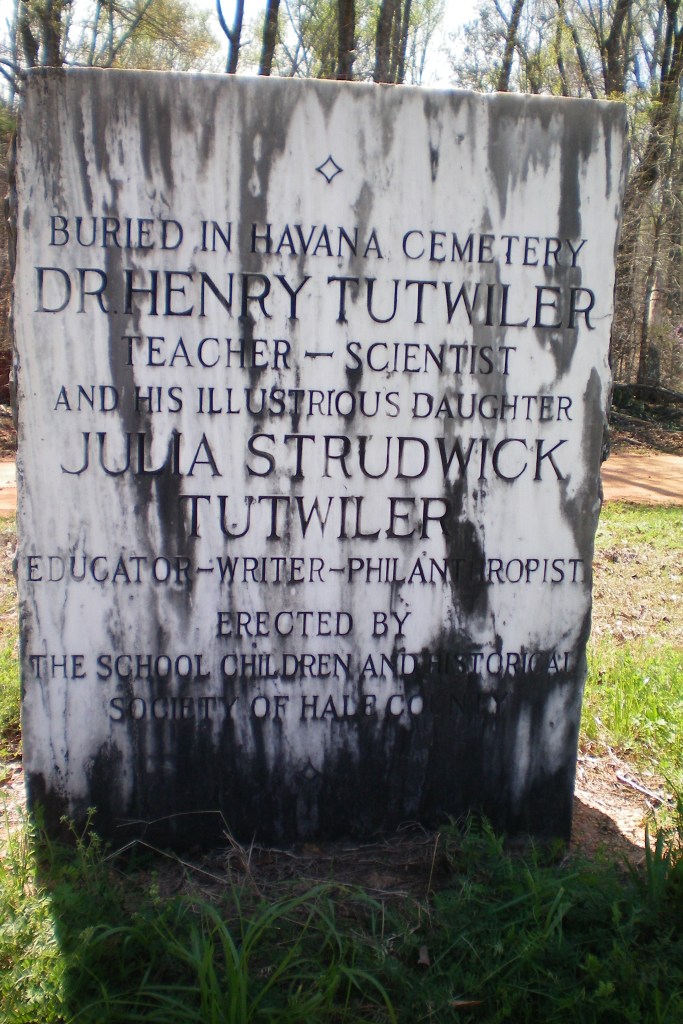 BURIED IN HAVANA CEMETERY
DR. HENRY TUTWILER
TEACHER — SCIENTIST
AND HIS ILLUSTRIOUS DAUGHTER
JULIA STRUDWICK
TUTWILER
EDUCATOR-WRITER-PHILANTHROPIST
ERECTED BY
THE SCHOOL CHILDREN AND HISTORICAL
SOCIETY OF HALE COUNTY